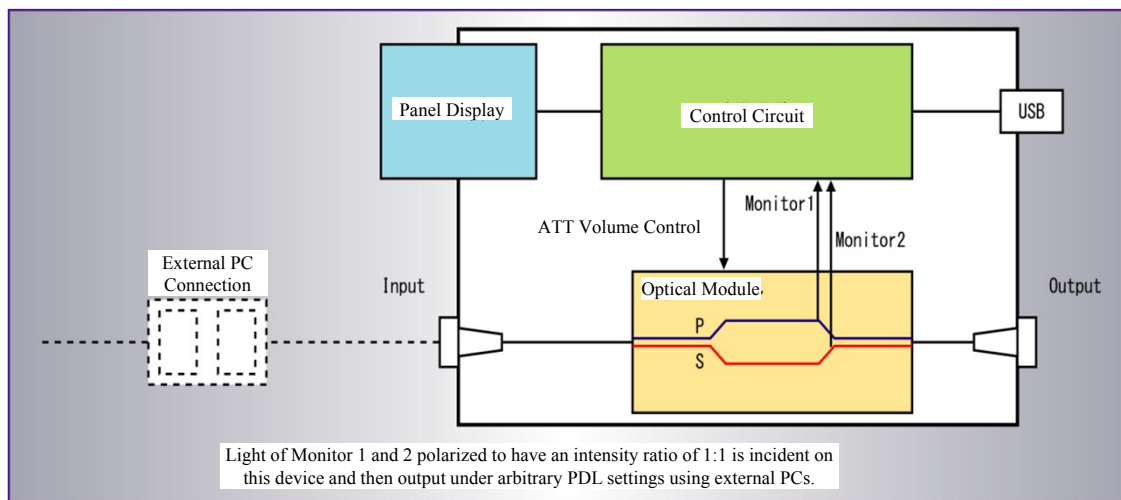 Panel Display
Control Circuit
USB
Monitor1
ATT Volume Control
Monitor2
External PC
Connection
Input
Optical Module
Output
P
S
Light of Monitor 1 and 2 polarized to have an intensity ratio of 1:1 is incident on
this device and then output under arbitrary PDL settings using external PCs.